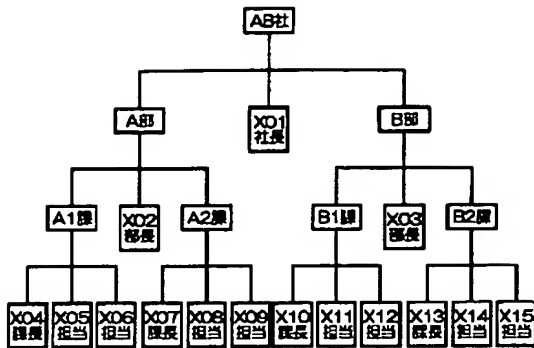 AB社
A部
X01
社長
B部
A1課
X02
部長
A2課
B1課
X03
部長
B2課
X04
課長
X05
担当
X06
担当
X07
課長
X08
担当
X09
担当
X10
課長
X11
担当
X12
担当
X13
課長
X14
担当
X15
担当